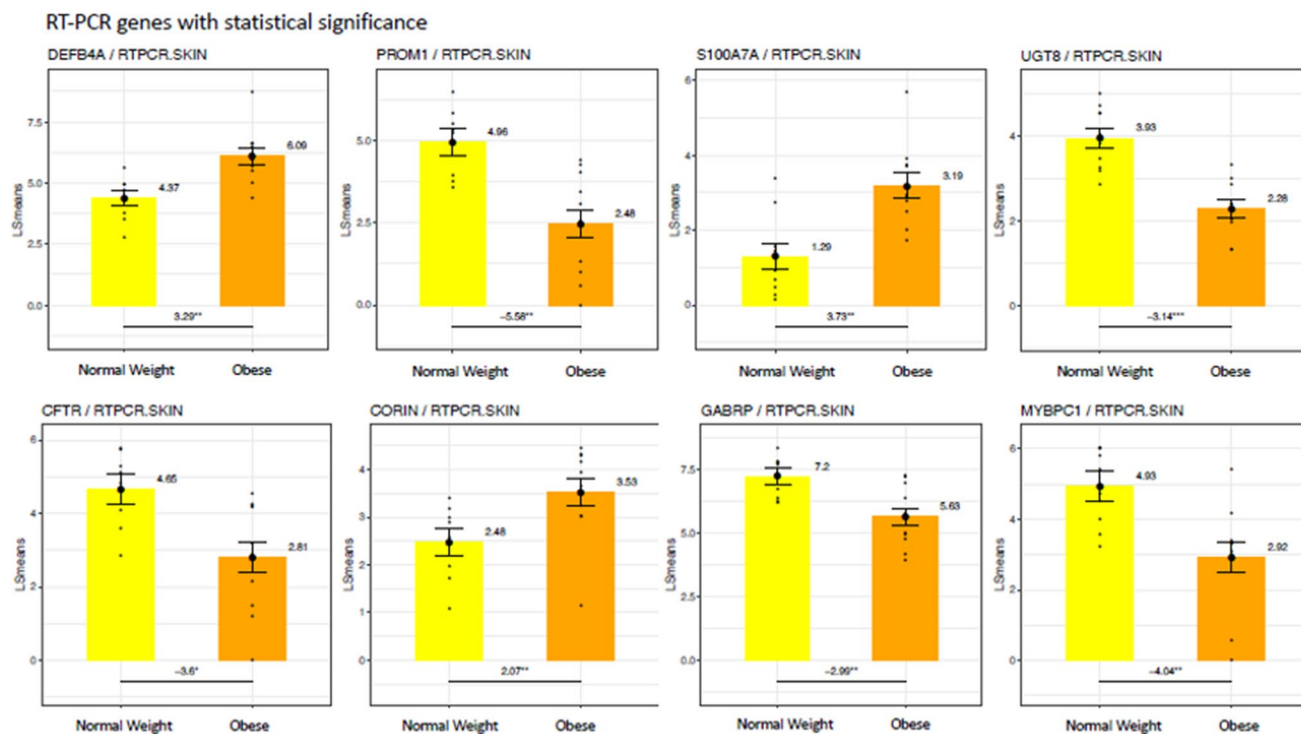 RT-PCR genes with statistical significance
DEFB4A / RTPCR.SKIN
LSmeans
7.5
5.0
2.5
0.0
4.37
6.09
3.29**
Normal Weight
Obese
PROM1 / RTPCR.SKIN
LSmeans
5.0
2.5
0.0
4.96
2.48
−5.58**
Normal Weight
Obese
S100A7A / RTPCR.SKIN
LSmeans
6
4
2
0
1.29
3.19
3.73**
Normal Weight
Obese
UGT8 / RTPCR.SKIN
LSmeans
4
2
0
3.93
2.28
−3.14***
Normal Weight
Obese
CFTR / RTPCR.SKIN
LSmeans
6
4
2
0
4.65
2.81
−3.6*
Normal Weight
Obese
CORIN / RTPCR.SKIN
LSmeans
4
3
2
1
0
2.48
3.53
2.07**
Normal Weight
Obese
GABRP / RTPCR.SKIN
LSmeans
7.5
5.0
2.5
0.0
7.2
5.63
−2.99**
Normal Weight
Obese
MYBPC1 / RTPCR.SKIN
LSmeans
6
4
2
0
4.93
2.92
−4.04**
Normal Weight
Obese